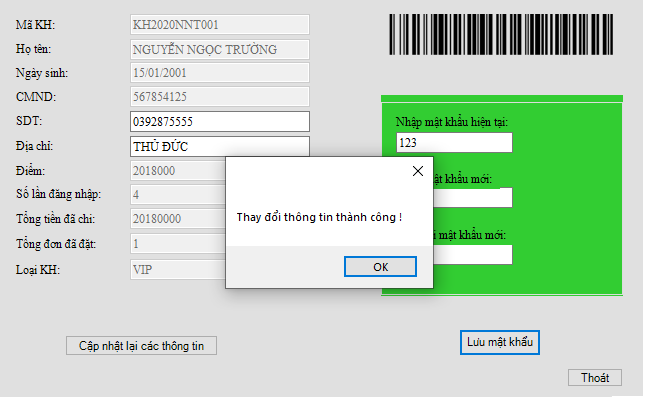 Mã KH: KH2020NNT001
Họ tên: NGUYỄN NGỌC TRƯỜNG
Ngày sinh: 15/01/2001
CMND: 567854125
SDT: 0392875555
Địa chỉ: THỦ ĐỨC
Điểm: 2018000
Số lần đăng nhập: 4
Tổng tiền đã chi: 20180000
Tổng đơn đã đặt: 1
Loại KH: VIP
Cập nhật lại các thông tin
Nhập mật khẩu hiện tại:
123
mật khẩu mới:
mật khẩu mới:
Thay đổi thông tin thành công !
OK
Lưu mật khẩu
Thoát